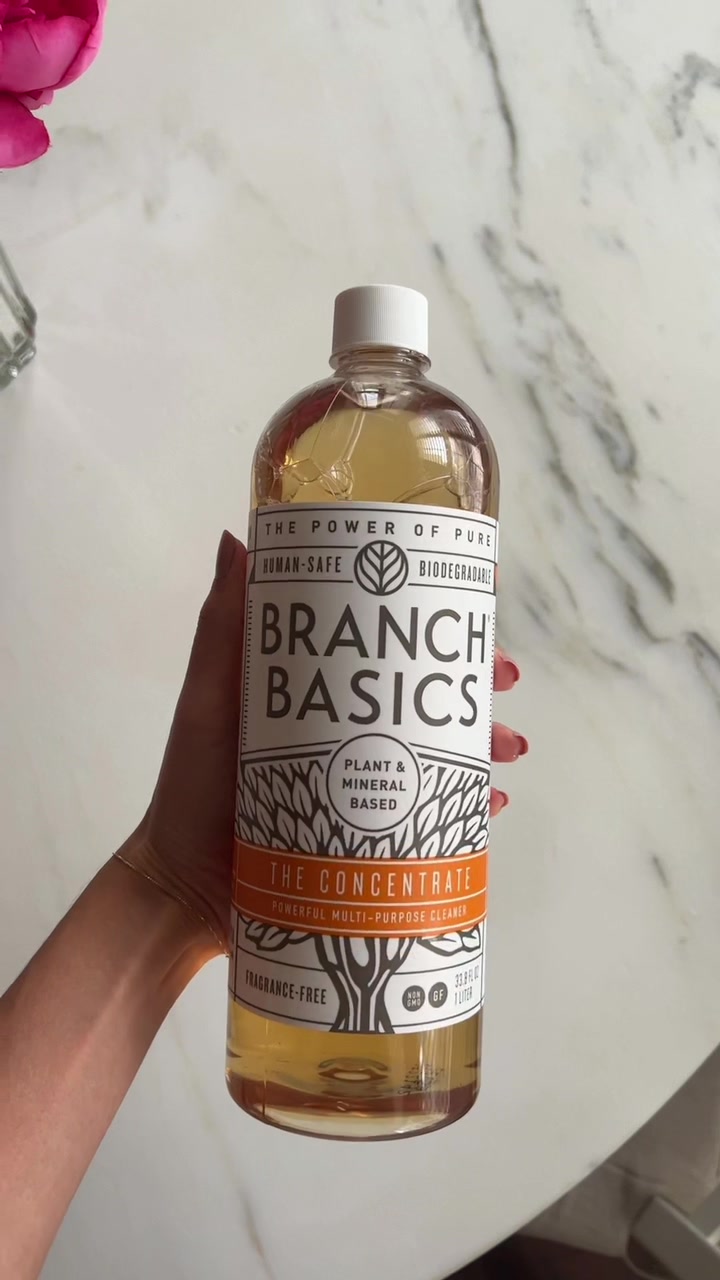 THE POWER OF PURE
HUMAN-SAFE BIODEGRADABLE
BRANCH
BASICS
PLANT &
MINERAL
BASED
THE CONCENTRATE
POWERFUL MULTI-PURPOSE CLEANER
FRAGRANCE-FREE
NON
GMO
GF
33.8 FL OZ
1 LITER